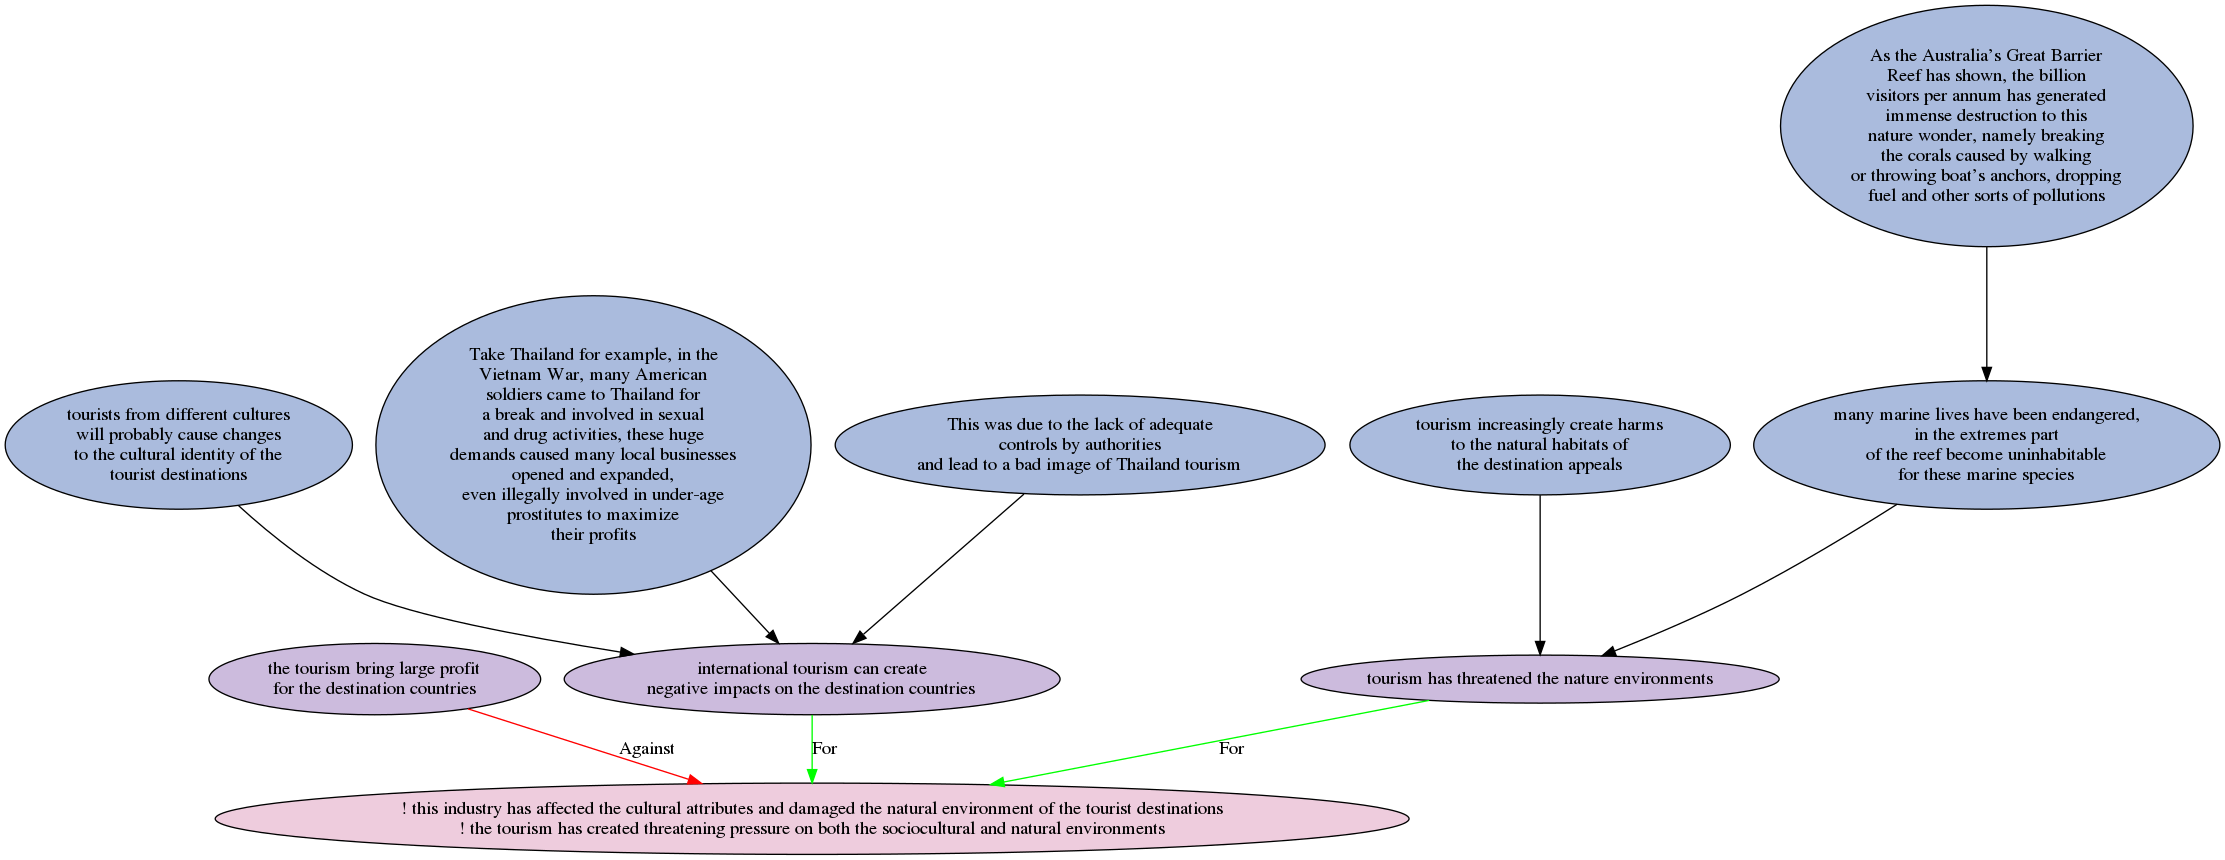 As the Australia's Great Barrier
Reef has shown, the billion
visitors per annum has generated
immense destruction to this
nature wonder, namely breaking
the corals caused by walking
or throwing boat's anchors, dropping
fuel and other sorts of pollutions
tourists from different cultures
will probably cause changes
to the cultural identity of the
tourist destinations
Take Thailand for example, in the
Vietnam War, many American
soldiers came to Thailand for
a break and involved in sexual
and drug activities, these huge
demands caused many local businesses
opened and expanded,
even illegally involved in under-age
prostitutes to maximize
their profits
This was due to the lack of adequate
controls by authorities
and lead to a bad image of Thailand tourism
tourism increasingly create harms
to the natural habitats of
the destination appeals
many marine lives have been endangered,
in the extremes part
of the reef become uninhabitable
for these marine species
the tourism bring large profit
for the destination countries
international tourism can create
negative impacts on the destination countries
tourism has threatened the nature environments
Against
For
For
! this industry has affected the cultural attributes and damaged the natural environment of the tourist destinations
! the tourism has created threatening pressure on both the sociocultural and natural environments